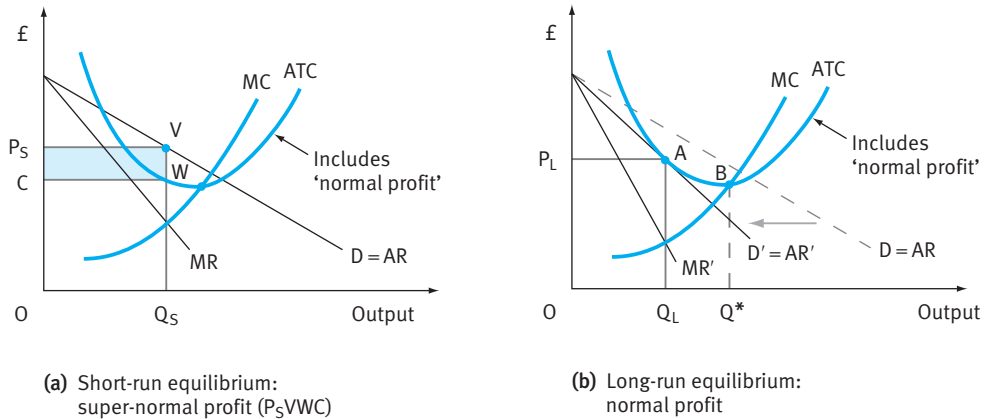 £
MC
ATC
V
P_S
Includes
'normal profit'
W
C
MR
D = AR
O
Q_S
Output
(a) Short-run equilibrium:
super-normal profit (P_SVWC)
£
MC
ATC
A
P_L
Includes
'normal profit'
B
D′ = AR′
D = AR
MR′
O
Q_L
Q*
Output
(b) Long-run equilibrium:
normal profit